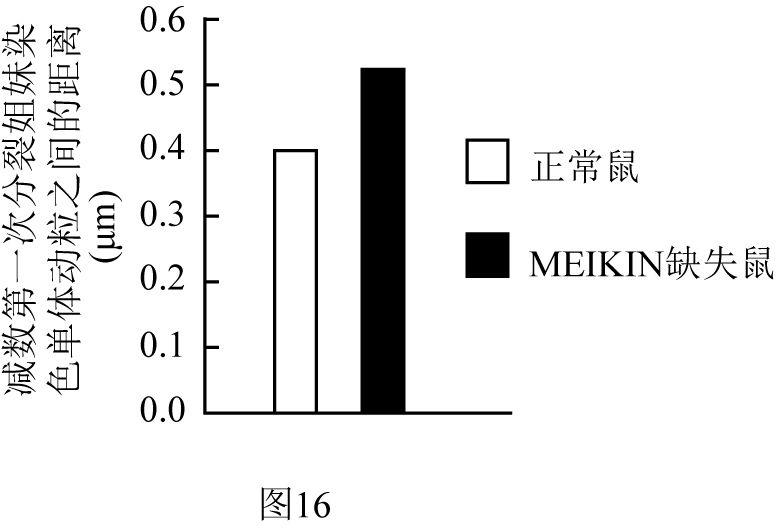 减数第一次分裂姐妹染
色单体动粒之间的距离
(μm)
0.6
0.5
0.4
0.3
0.2
0.1
0.0
正常鼠
MEIKIN缺失鼠
图16